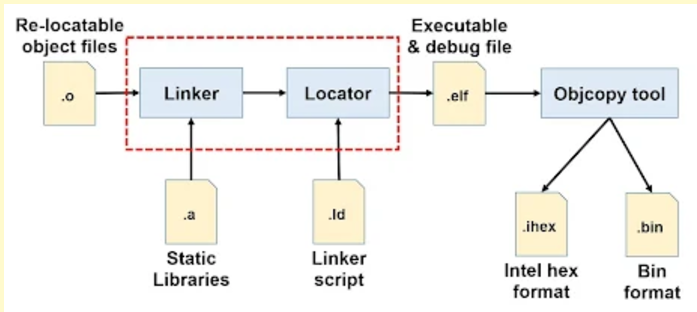 Re-locatable
object files
Executable
& debug file
.o
Linker
Locator
.elf
Objcopy tool
.a
.ld
.ihex
.bin
Static
Libraries
Linker
script
Intel hex
format
Bin
format